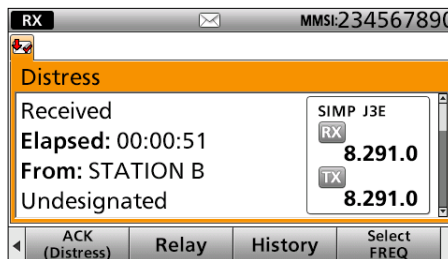 RX MMSI:234567890
Distress
Received
Elapsed: 00:00:51
From: STATION B
Undesignated
SIMP J3E
RX
8.291.0
TX
8.291.0
ACK (Distress) Relay History Select FREQ